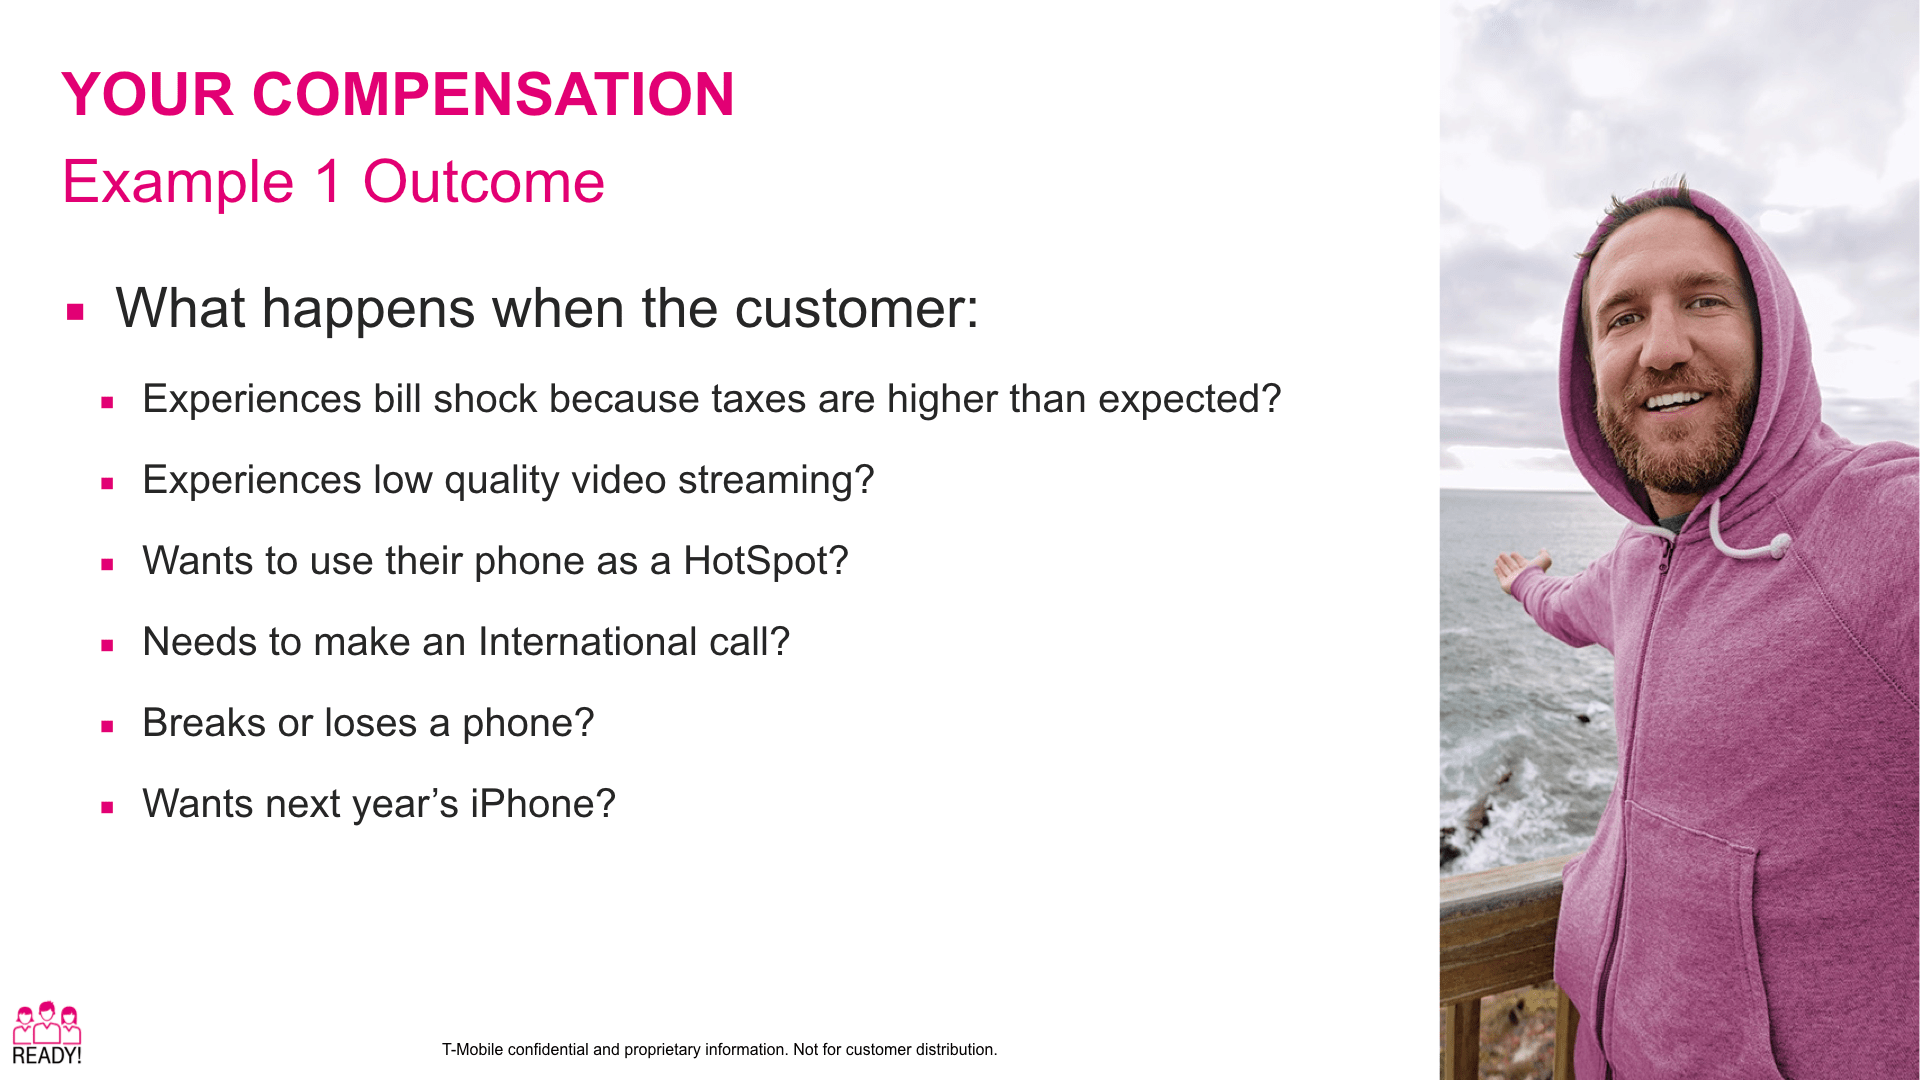 YOUR COMPENSATION
Example 1 Outcome
What happens when the customer:
Experiences bill shock because taxes are higher than expected?
Experiences low quality video streaming?
Wants to use their phone as a HotSpot?
Needs to make an International call?
Breaks or loses a phone?
Wants next year’s iPhone?
READY!
T-Mobile confidential and proprietary information. Not for customer distribution.